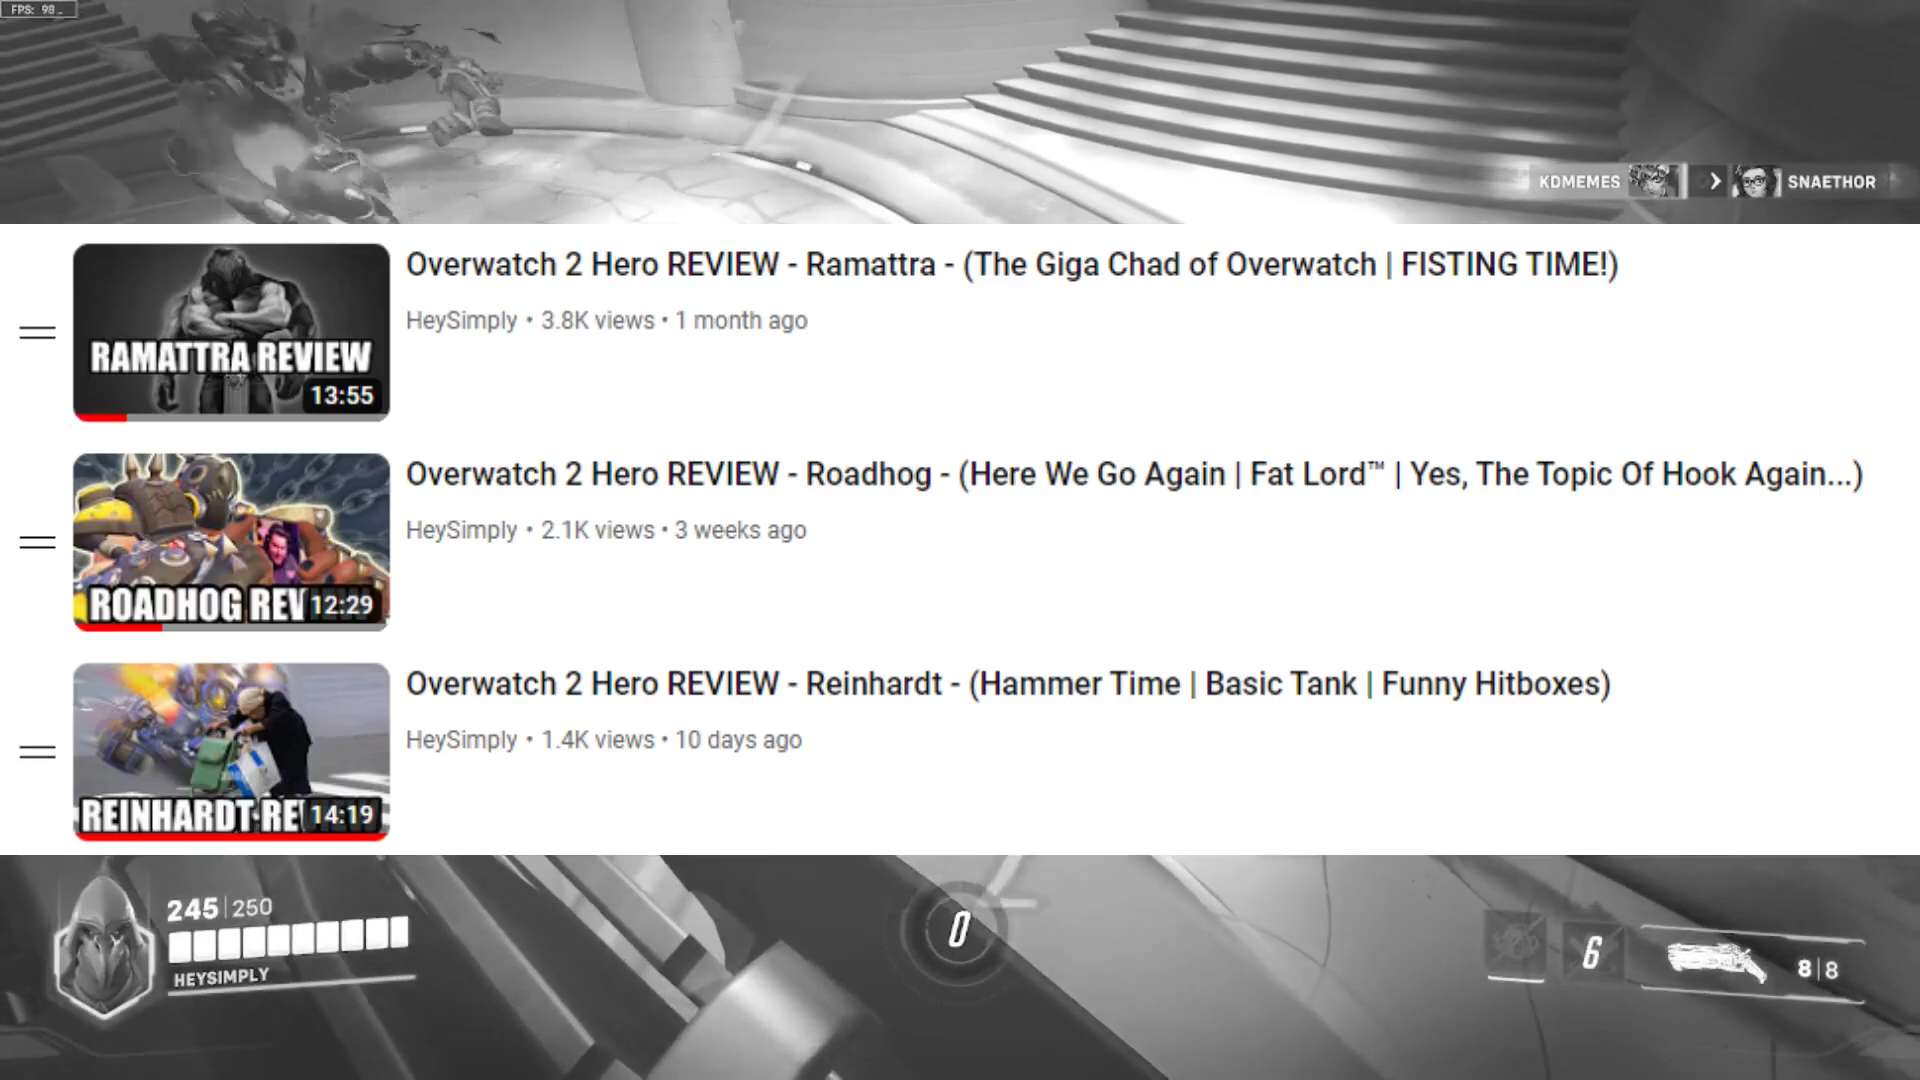 FPS: 98
KDMEMES
SNAETHOR
Overwatch 2 Hero REVIEW - Ramattra - (The Giga Chad of Overwatch | FISTING TIME!)
HeySimply • 3.8K views • 1 month ago
RAMATTRA REVIEW
13:55
Overwatch 2 Hero REVIEW - Roadhog - (Here We Go Again | Fat Lord™ | Yes, The Topic Of Hook Again...)
HeySimply • 2.1K views • 3 weeks ago
ROADHOG REV
12:29
Overwatch 2 Hero REVIEW - Reinhardt - (Hammer Time | Basic Tank | Funny Hitboxes)
HeySimply • 1.4K views • 10 days ago
REINHARDT RE
14:19
245|250
HEYSIMPLY
0
6
8|8